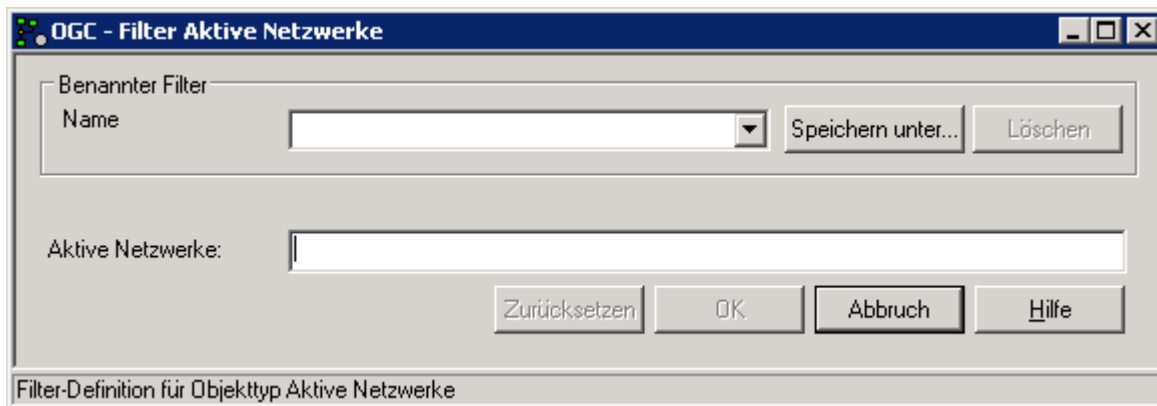 OGC - Filter Aktive Netzwerke
Benannter Filter
Name
Speichern unter...
Löschen
Aktive Netzwerke:
Zurücksetzen
OK
Abbruch
Hilfe
Filter-Definition für Objekttyp Aktive Netzwerke